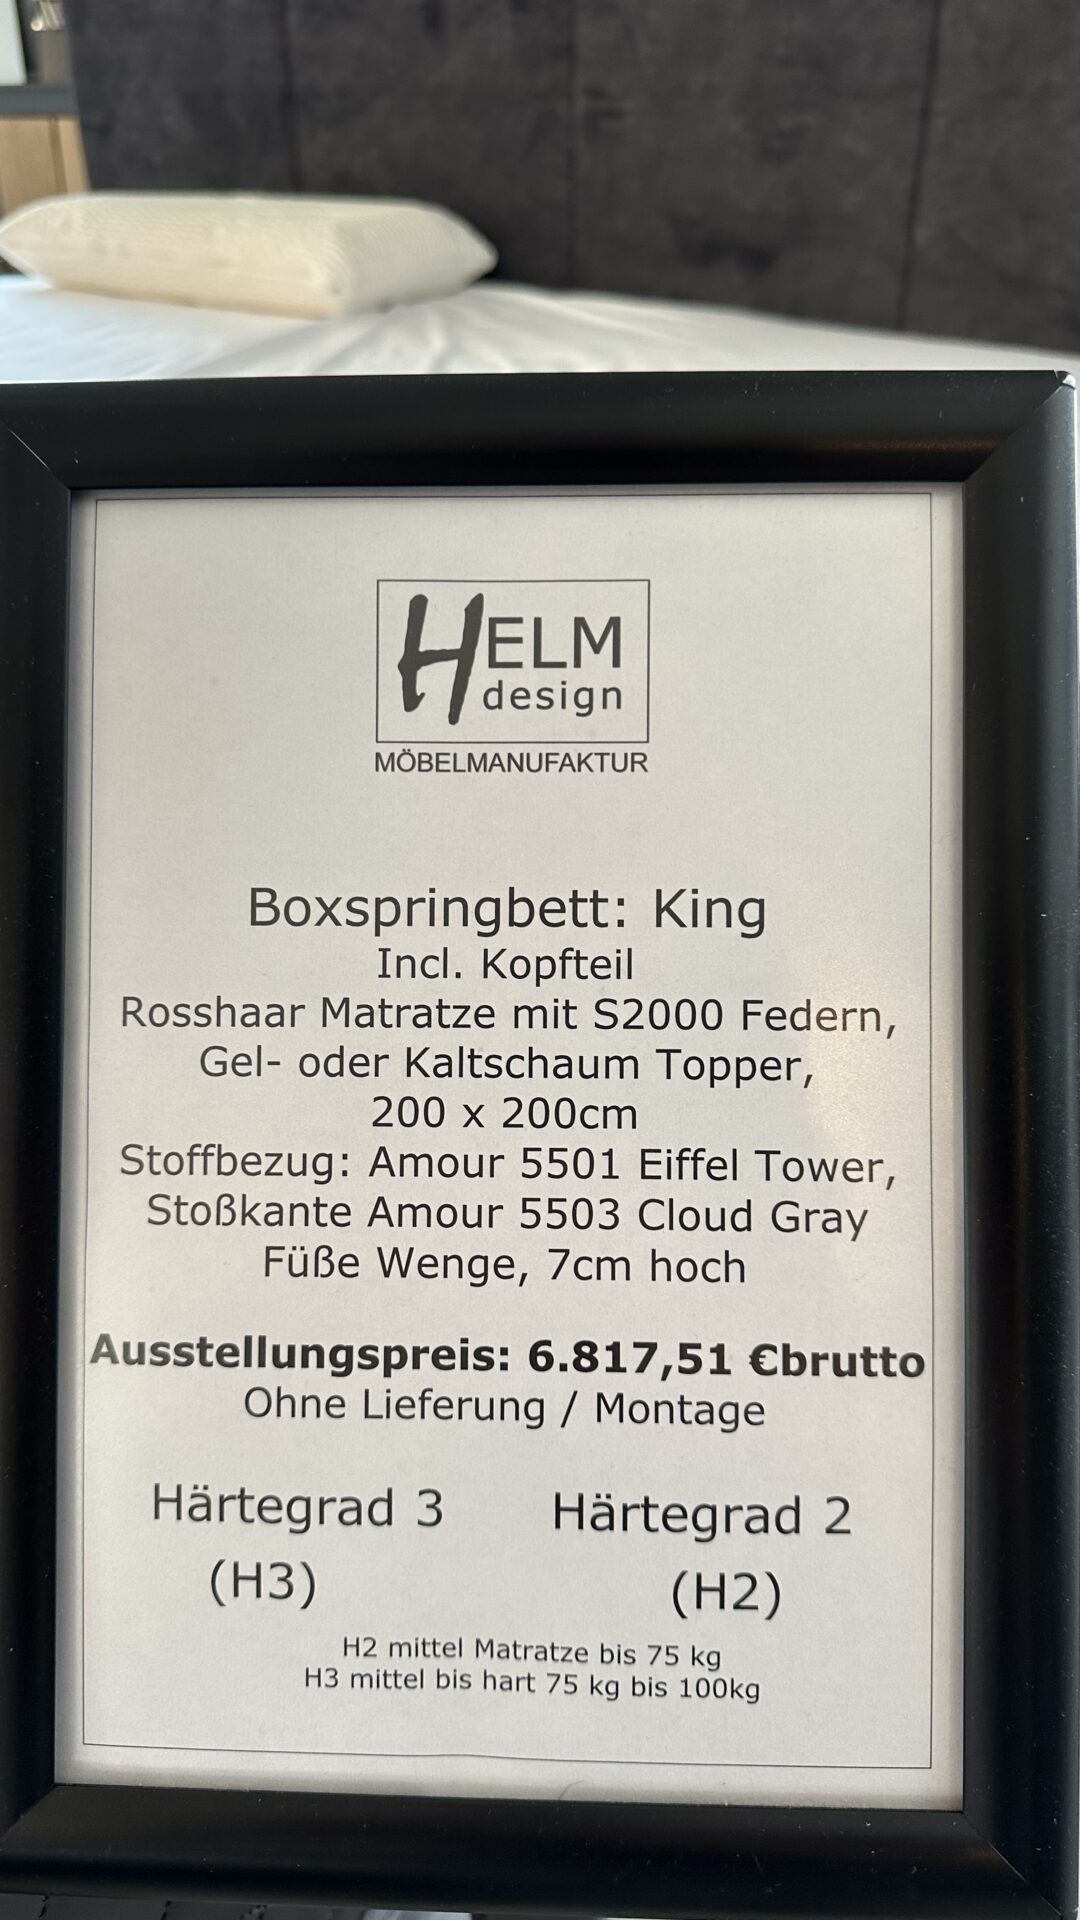 HELM
design
MÖBELMANUFAKTUR
Boxspringbett: King
Incl. Kopfteil
Rosshaar Matratze mit S2000 Federn,
Gel- oder Kaltschaum Topper,
200 x 200cm
Stoffbezug: Amour 5501 Eiffel Tower,
Stoßkante Amour 5503 Cloud Gray
Füße Wenge, 7cm hoch
Ausstellungspreis: 6.817,51 €brutto
Ohne Lieferung / Montage
Härtegrad 3 Härtegrad 2
(H3) (H2)
H2 mittel Matratze bis 75 kg
H3 mittel bis hart 75 kg bis 100kg